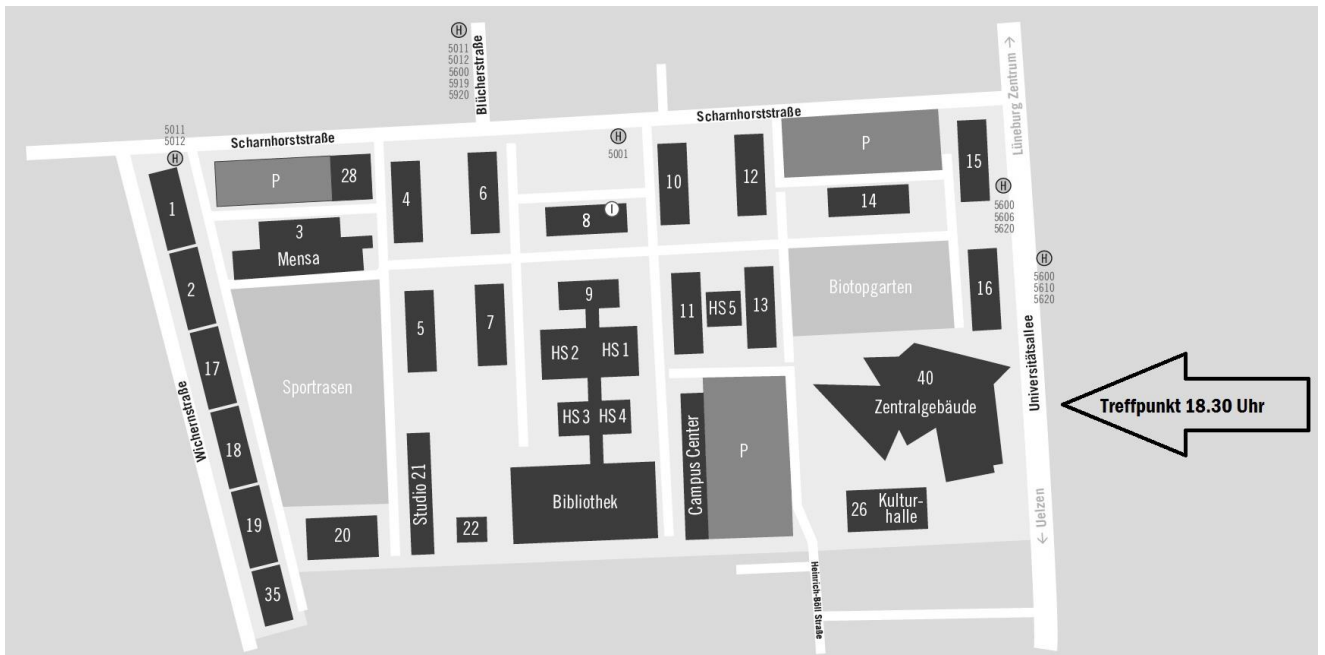 H
5011
5012
5600
5919
5920
Blücherstraße
Lüneburg Zentrum →
5011
5012
H
Scharnhorststraße
H
5001
Scharnhorststraße
P
28
4
6
10
12
P
15
1
3
Mensa
8
i
14
H
5600
5606
5620
2
9
11
HS 5
13
Biotopgarten
16
H
5600
5610
5620
5
7
HS 2
HS 1
17
Sportrasen
40
Zentralgebäude
Universitätsallee
Treffpunkt 18.30 Uhr
Wichernstraße
18
HS 3
HS 4
Studio 21
Campus Center
P
19
20
22
Bibliothek
26
Kultur-
halle
← Uelzen
35
Heinrich-Böll Straße